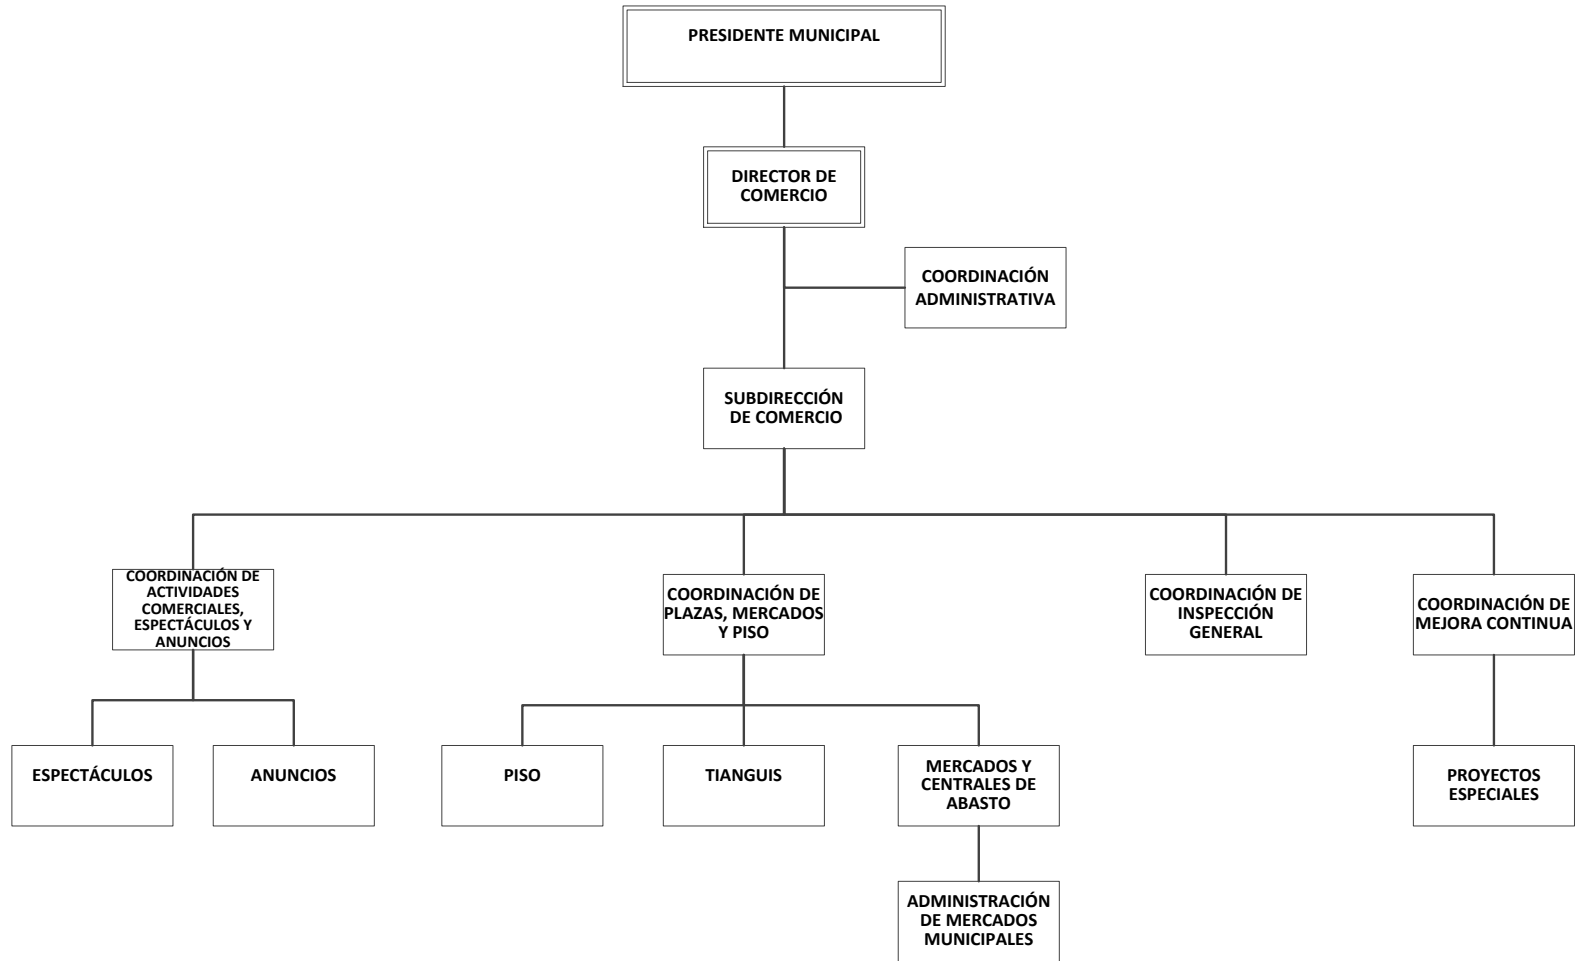 PRESIDENTE MUNICIPAL
DIRECTOR DE
COMERCIO
COORDINACIÓN
ADMINISTRATIVA
SUBDIRECCIÓN
DE COMERCIO
COORDINACIÓN DE
ACTIVIDADES
COMERCIALES,
ESPECTÁCULOS Y
ANUNCIOS
COORDINACIÓN DE
PLAZAS, MERCADOS
Y PISO
COORDINACIÓN DE
INSPECCIÓN
GENERAL
COORDINACIÓN DE
MEJORA CONTINUA
ESPECTÁCULOS
ANUNCIOS
PISO
TIANGUIS
MERCADOS Y
CENTRALES DE
ABASTO
PROYECTOS
ESPECIALES
ADMINISTRACIÓN
DE MERCADOS
MUNICIPALES